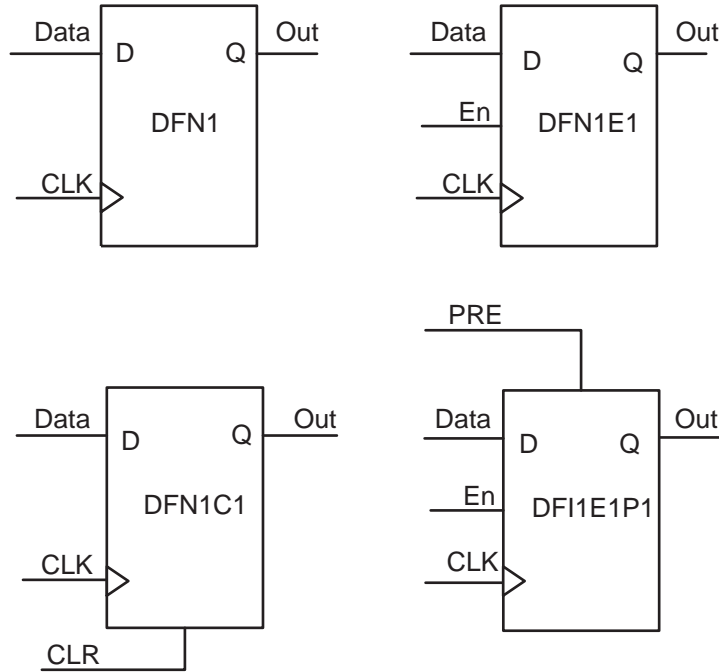 Data
D
Q
Out
DFN1
CLK
Data
D
Q
Out
En
DFN1E1
CLK
Data
D
Q
Out
DFN1C1
CLK
CLR
PRE
Data
D
Q
Out
En
DFI1E1P1
CLK